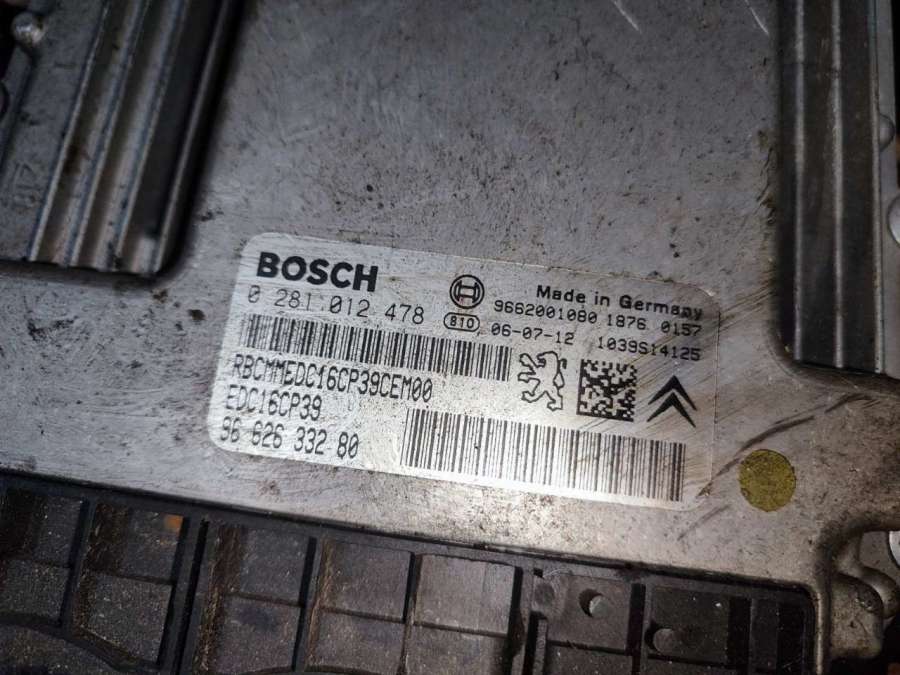 BOSCH
Made in Germany
0 281 012 478
9662001080 1876 0157
810
06-07-12
1039S14125
RBCMMEDC16CP39CEM00
EDC16CP39
96 626 332 80